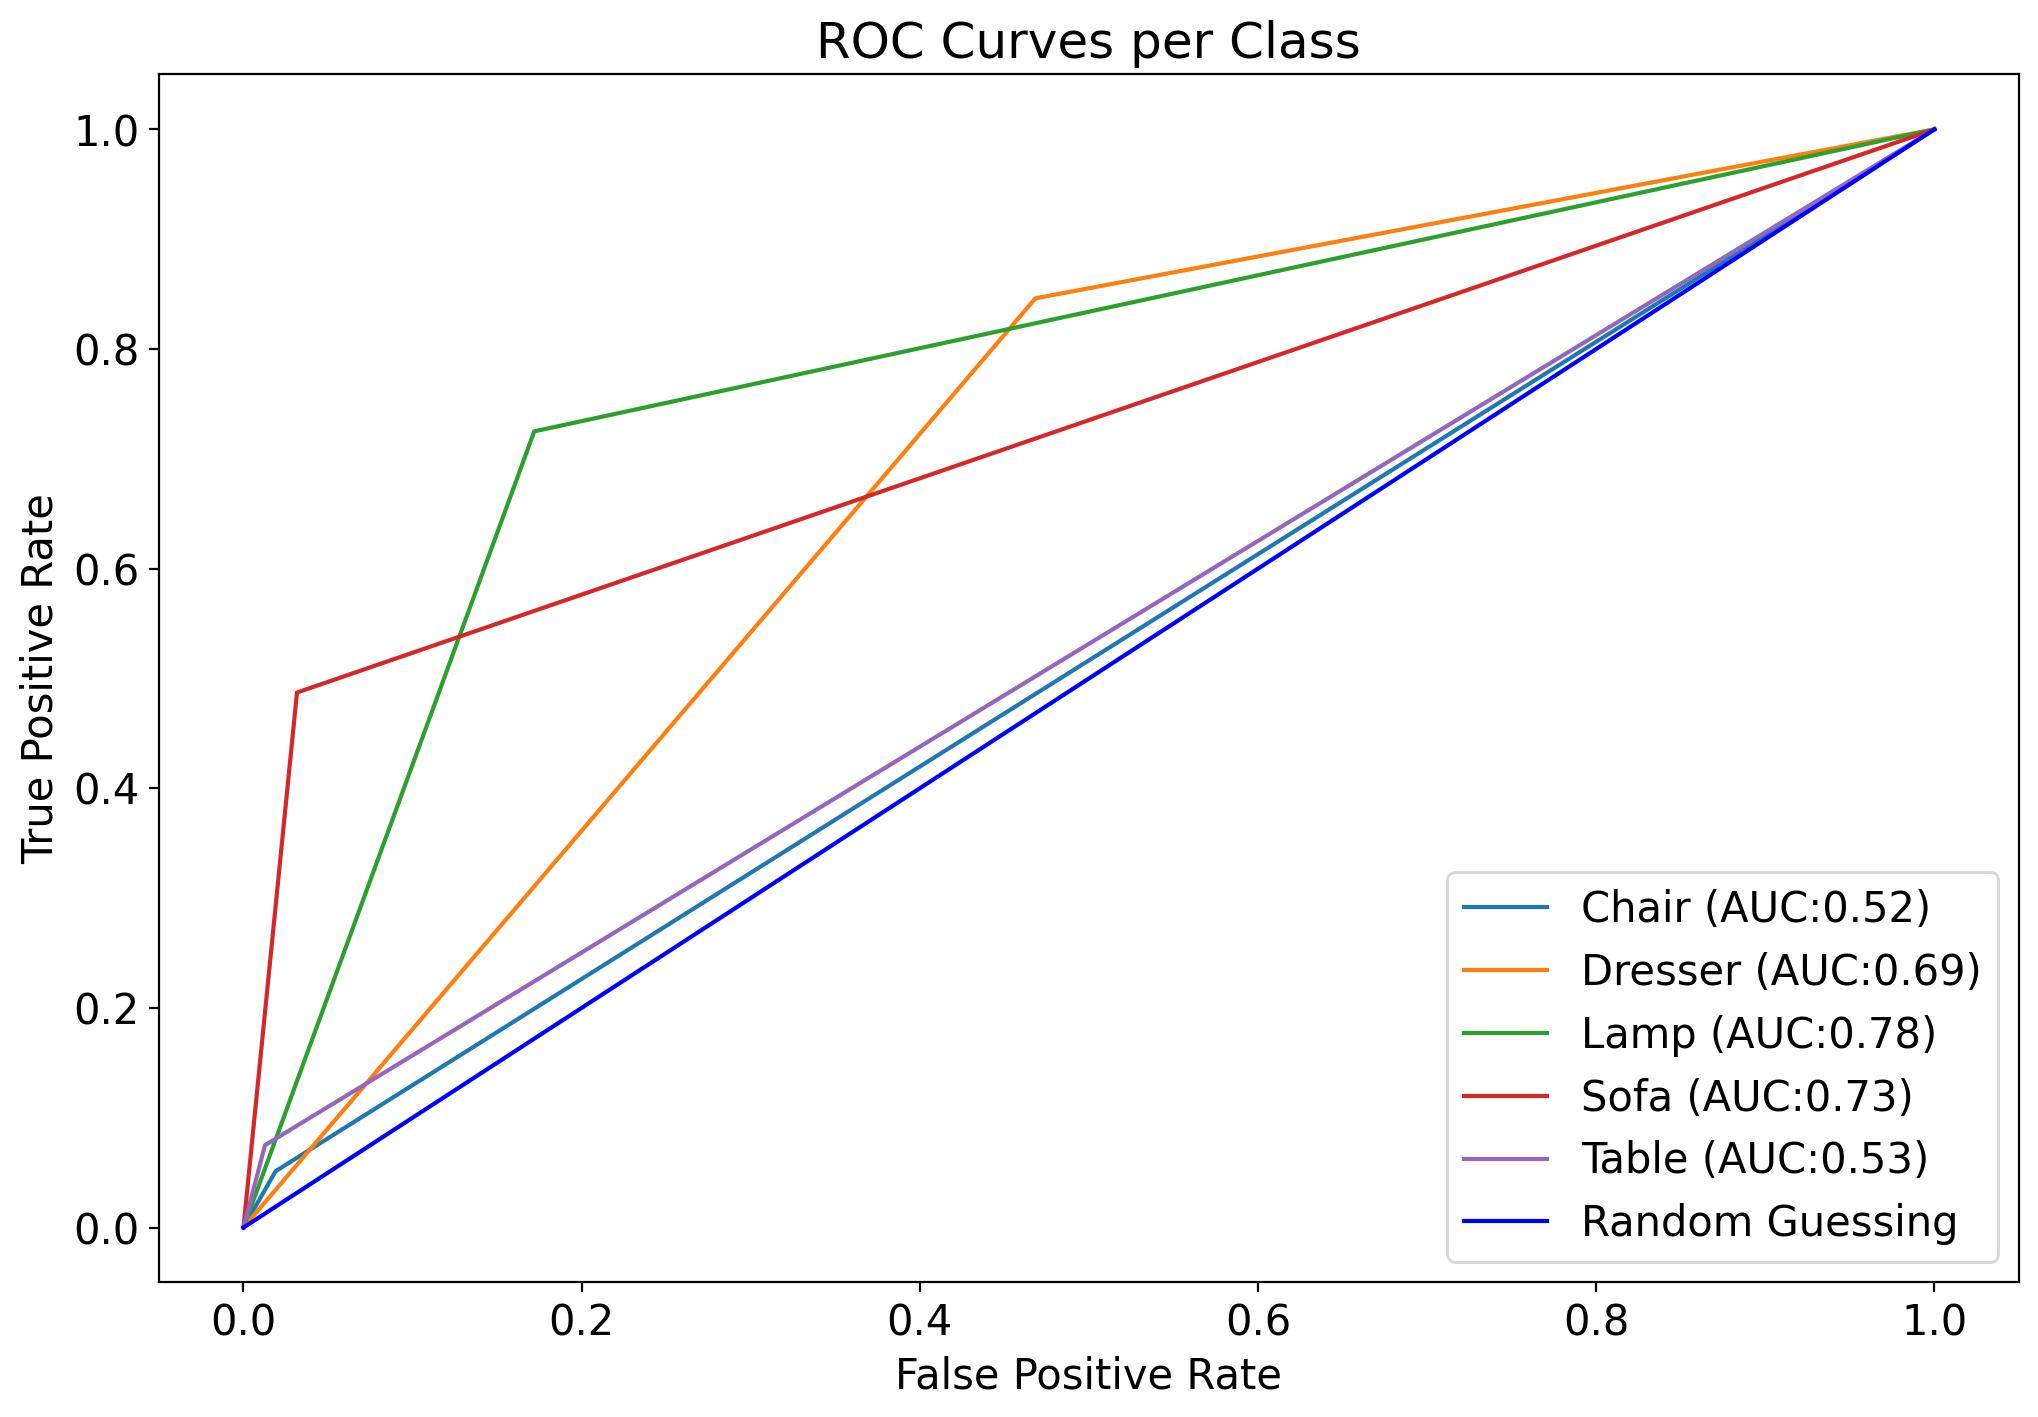 ROC Curves per Class
1.0
0.8
0.6
0.4
0.2
0.0
True Positive Rate
Chair (AUC:0.52)
Dresser (AUC:0.69)
Lamp (AUC:0.78)
Sofa (AUC:0.73)
Table (AUC:0.53)
Random Guessing
0.0 0.2 0.4 0.6 0.8 1.0
False Positive Rate